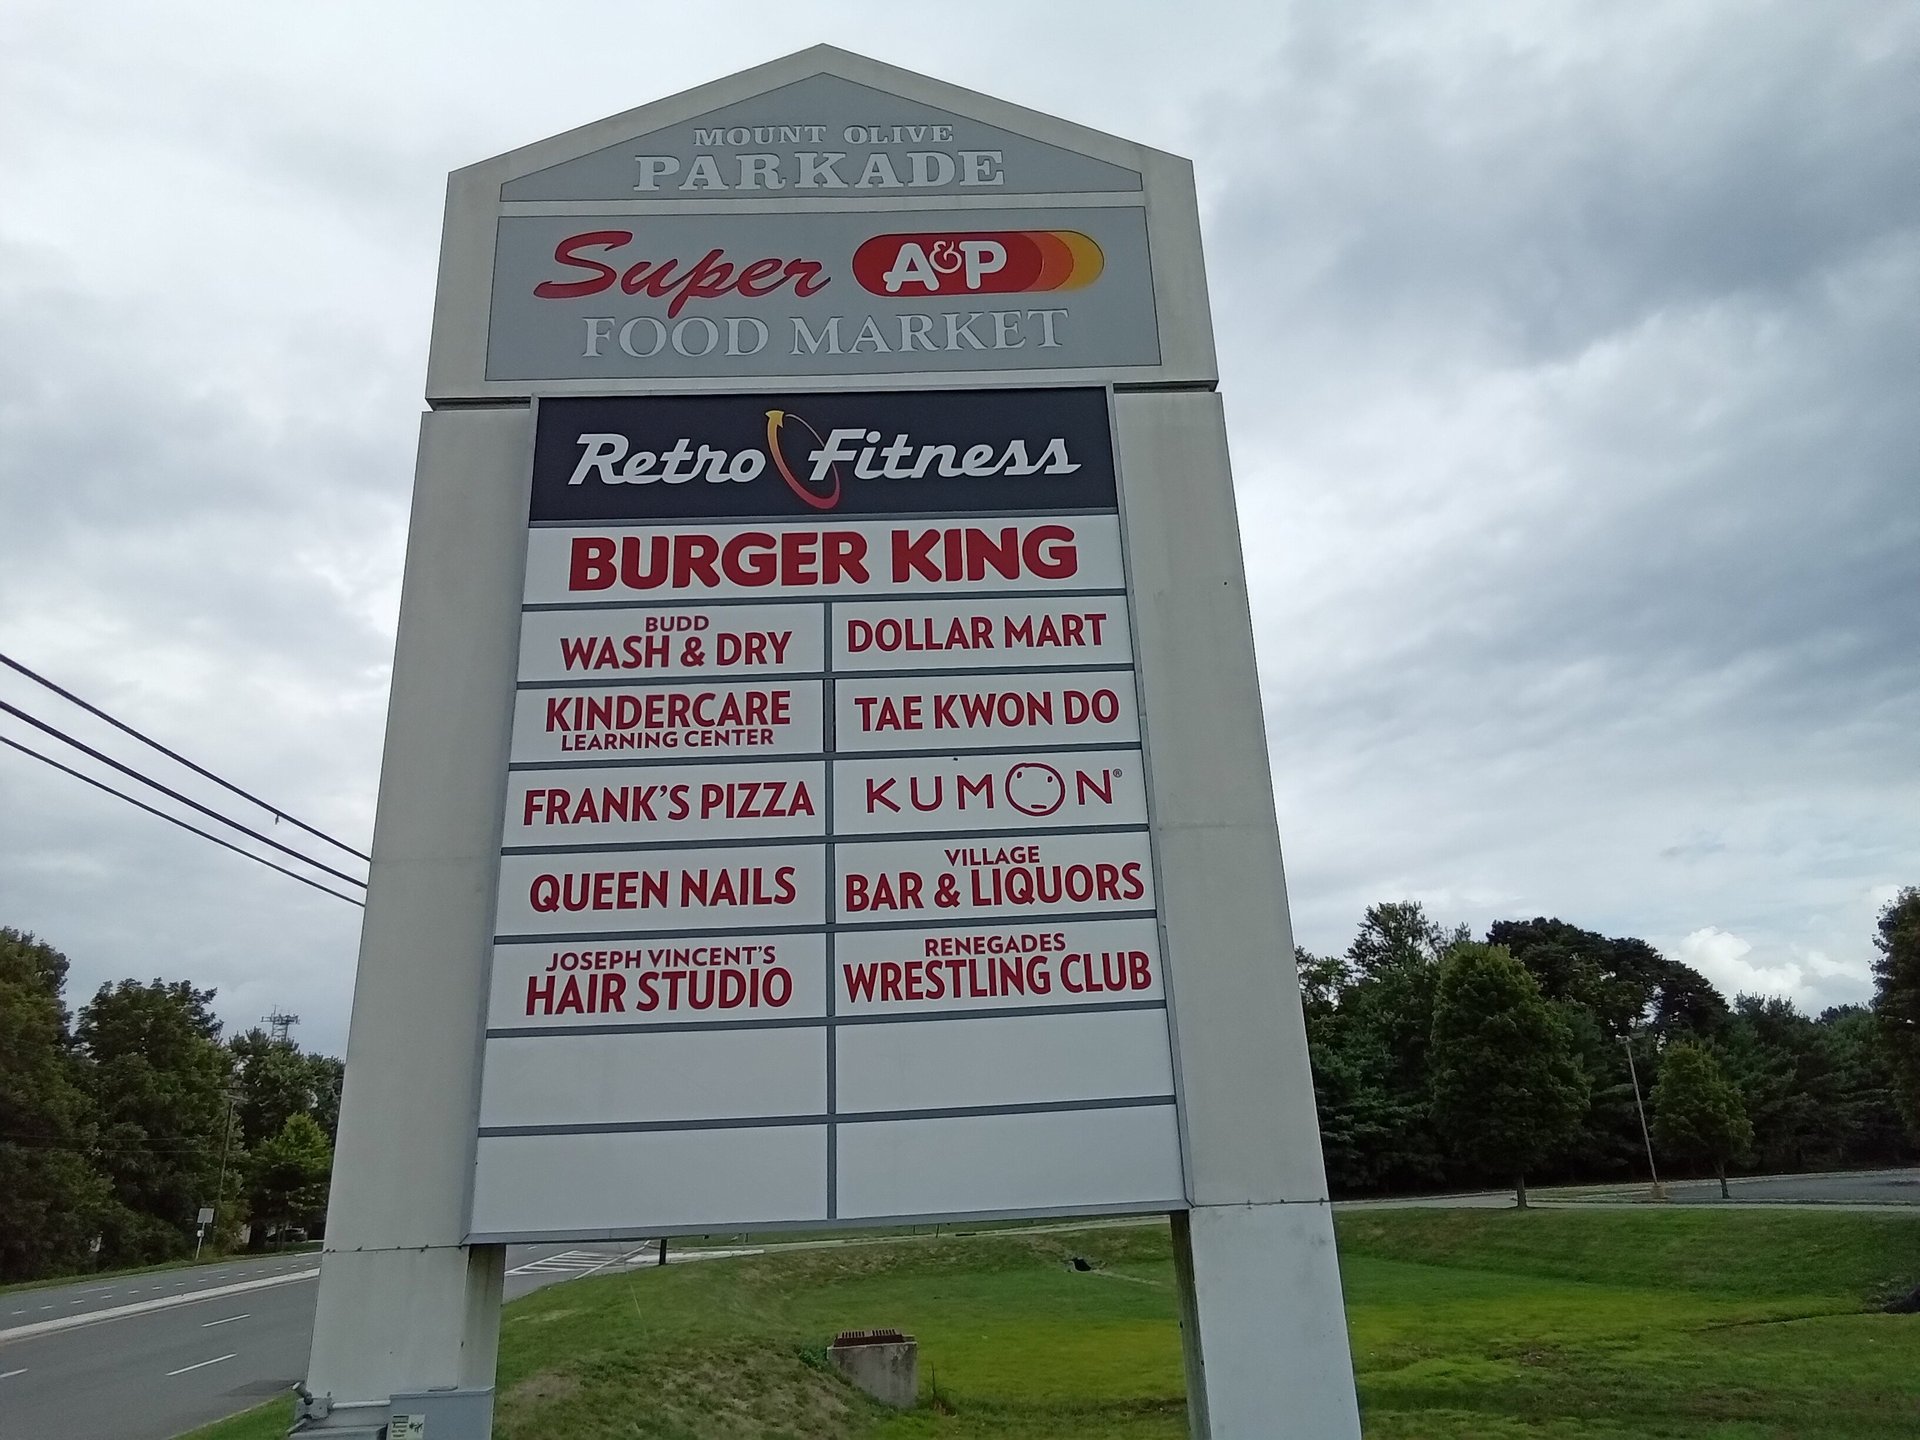 MOUNT OLIVE
PARKADE
Super A&P
FOOD MARKET
Retro Fitness
BURGER KING
BUDD
WASH & DRY
DOLLAR MART
KINDERCARE
LEARNING CENTER
TAE KWON DO
FRANK'S PIZZA
KUMON®
QUEEN NAILS
VILLAGE
BAR & LIQUORS
JOSEPH VINCENT'S
HAIR STUDIO
RENEGADES
WRESTLING CLUB